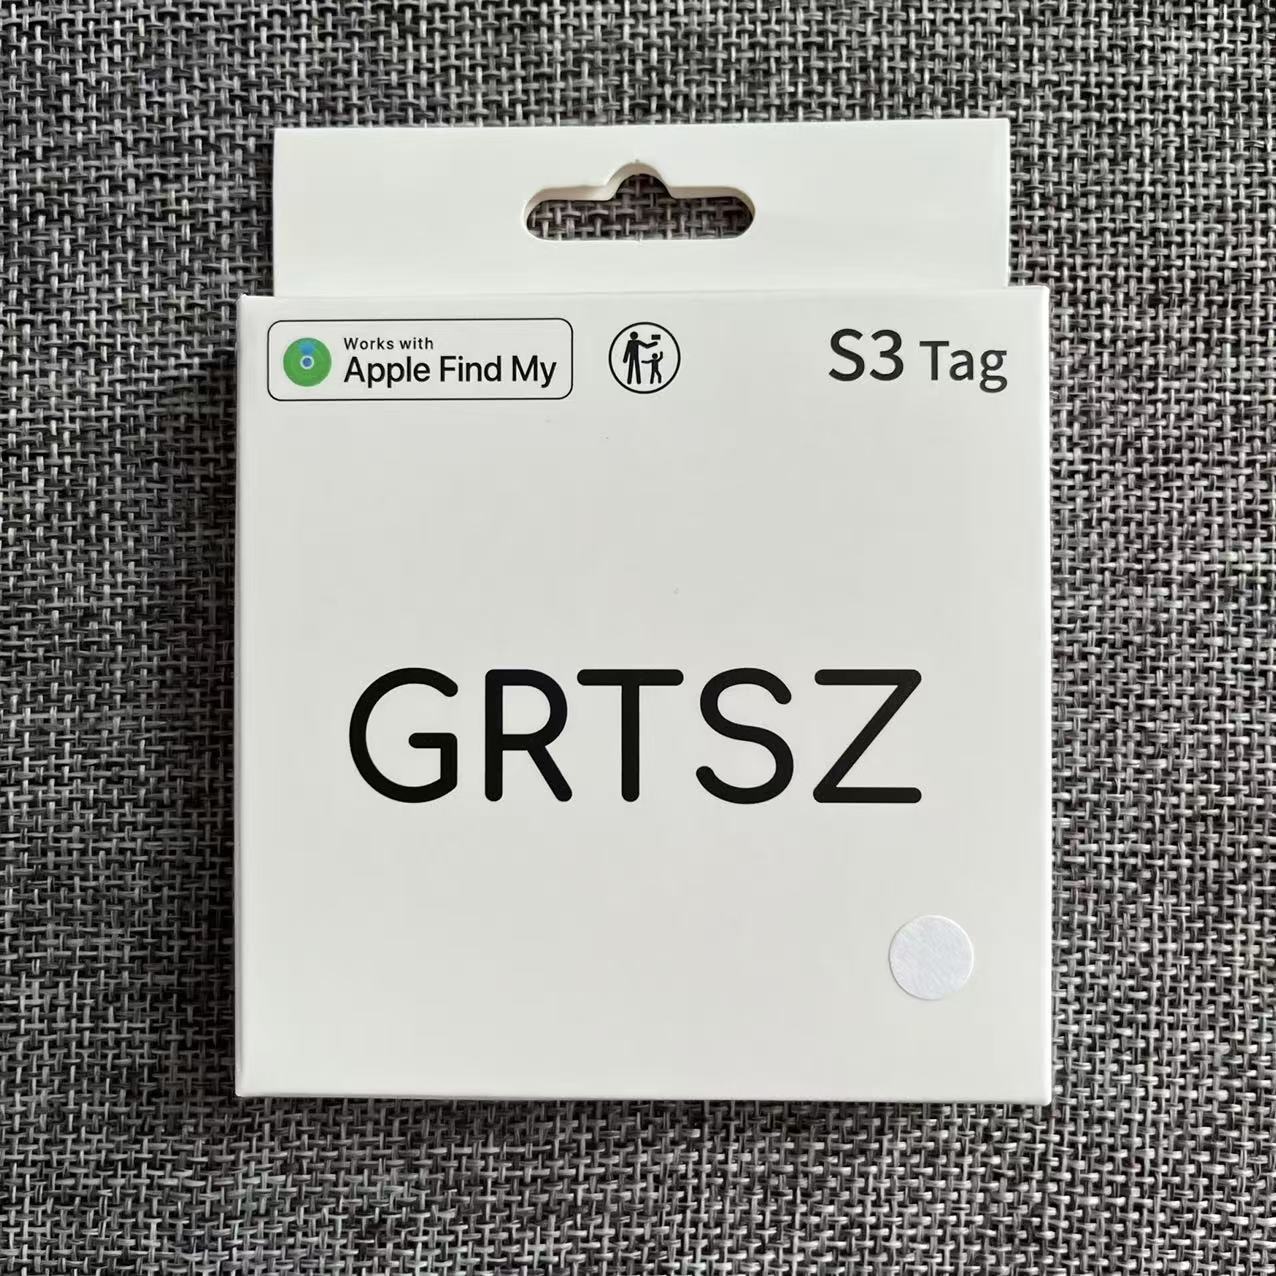 Works with
Apple Find My
S3 Tag
GRTSZ